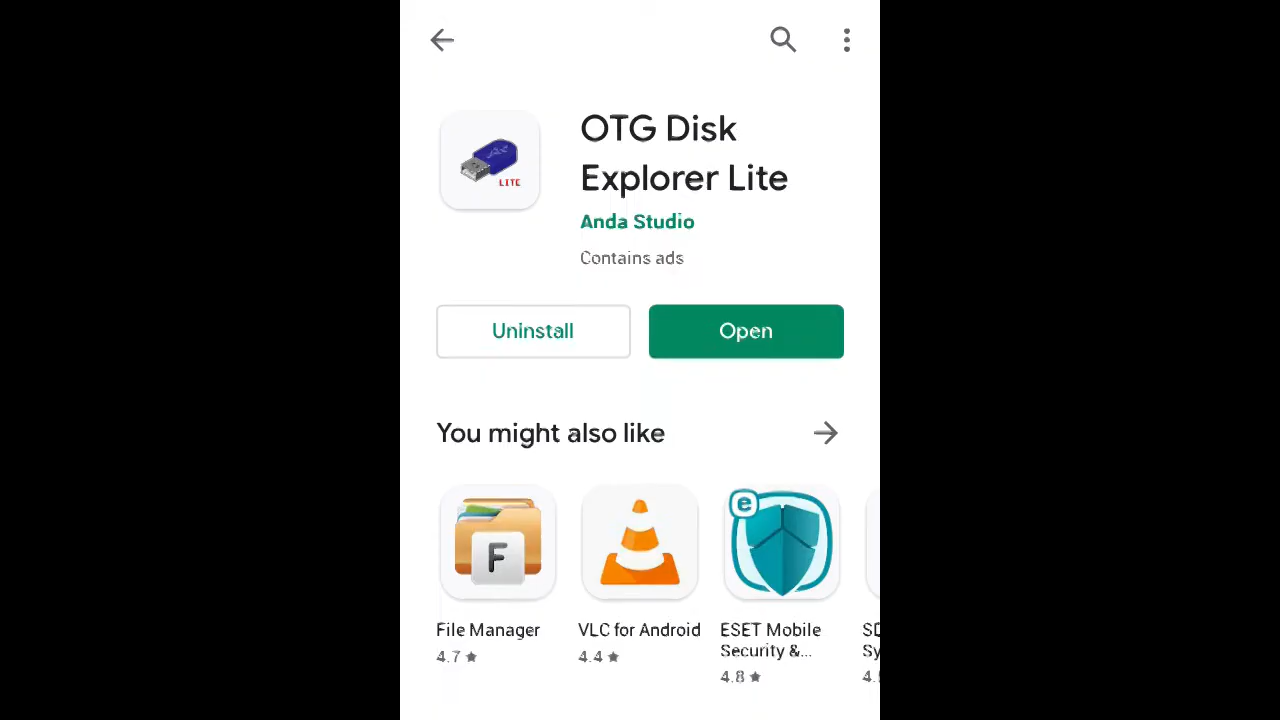 OTG Disk
Explorer Lite
LITE
Anda Studio
Contains ads
Uninstall
Open
You might also like
F
e
File Manager
VLC for Android
ESET Mobile
Security &...
4.7
4.4
4.8